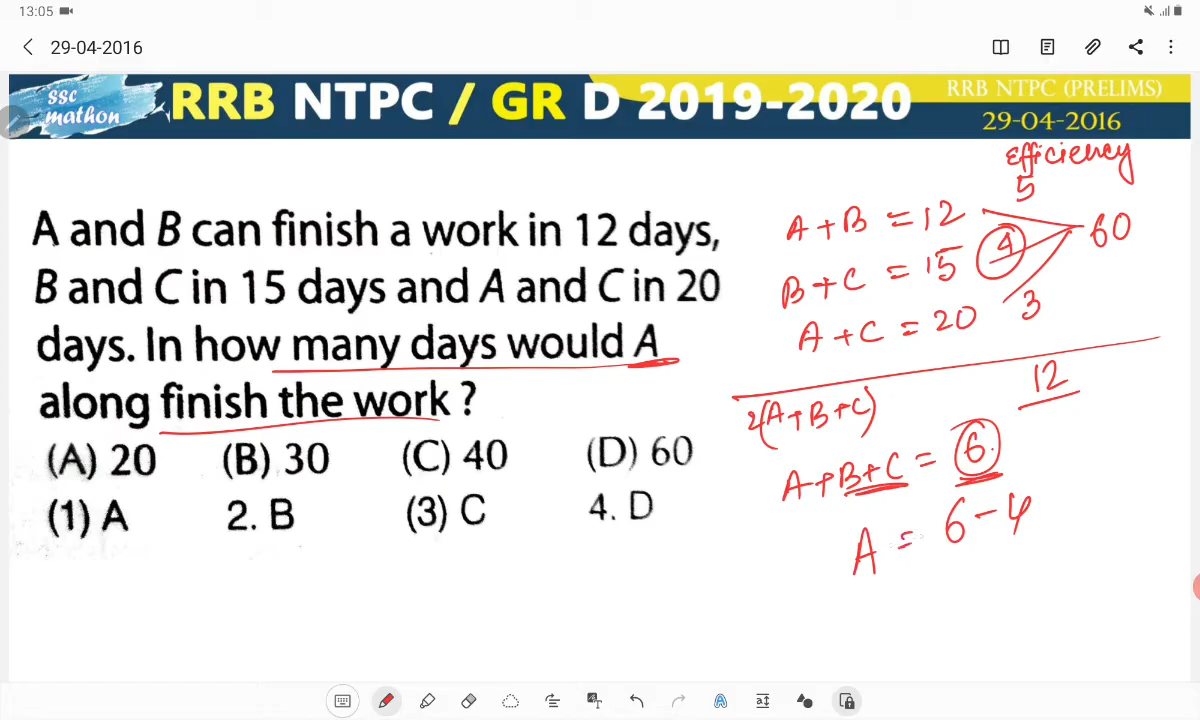 13:05
29-04-2016
ssc
mathon
RRB NTPC / GR D 2019-2020
RRB NTPC (PRELIMS)
29-04-2016
A and B can finish a work in 12 days,
B and C in 15 days and A and C in 20
days. In how many days would A
along finish the work ?
(A) 20 (B) 30 (C) 40 (D) 60
(1) A 2. B (3) C 4. D
efficiency
5
A+B = 12
60
B+C = 15 4
A+C = 20 3
12
2(A+B+C)
A+B+C = 6
A = 6-4